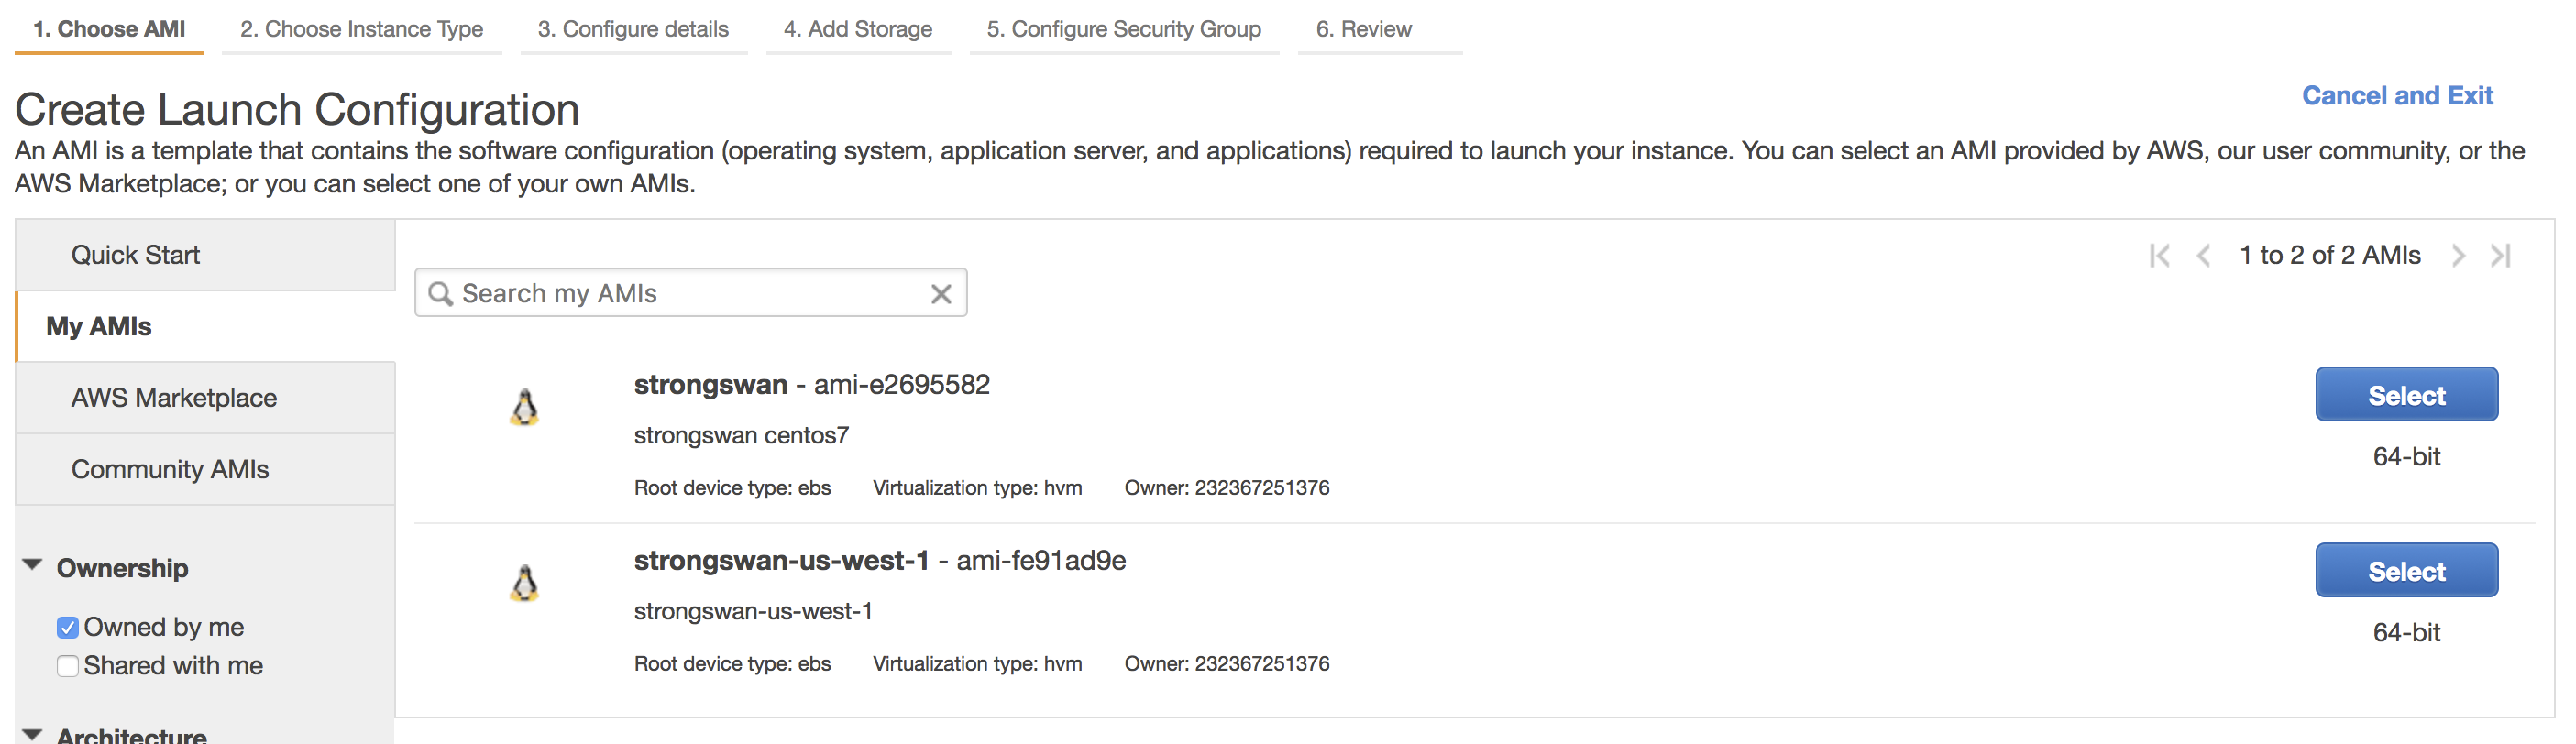 1. Choose AMI 2. Choose Instance Type 3. Configure details 4. Add Storage 5. Configure Security Group 6. Review
Create Launch Configuration
Cancel and Exit
An AMI is a template that contains the software configuration (operating system, application server, and applications) required to launch your instance. You can select an AMI provided by AWS, our user community, or the
AWS Marketplace; or you can select one of your own AMIs.
Quick Start
My AMIs
AWS Marketplace
Community AMIs
Ownership
Owned by me
Shared with me
Architecture
1 to 2 of 2 AMIs
Search my AMIs
strongswan - ami-e2695582
Select
strongswan centos7
64-bit
Root device type: ebs Virtualization type: hvm Owner: 232367251376
strongswan-us-west-1 - ami-fe91ad9e
Select
strongswan-us-west-1
64-bit
Root device type: ebs Virtualization type: hvm Owner: 232367251376